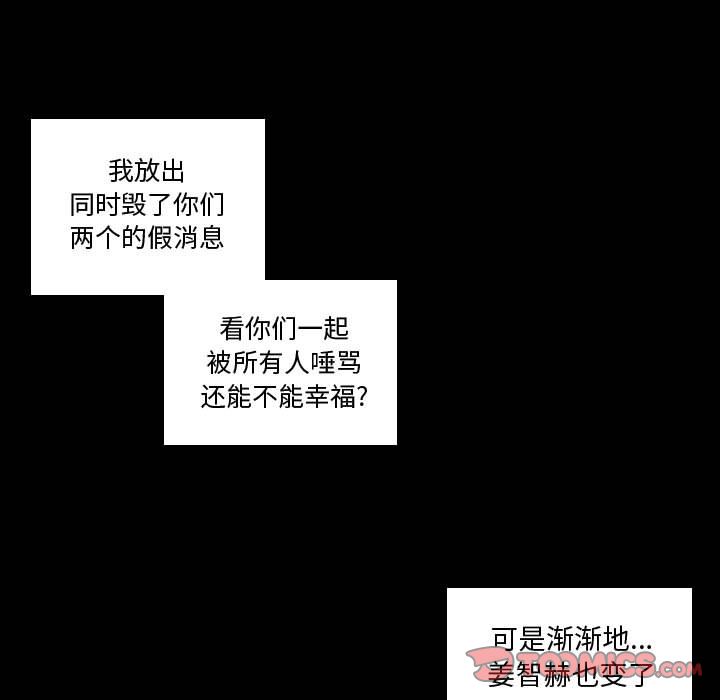 我放出
同时毁了你们
两个的假消息
看你们一起
被所有人唾骂
还能不能幸福?
可是渐渐地...
姜智赫也变了
TOOMICS.COM